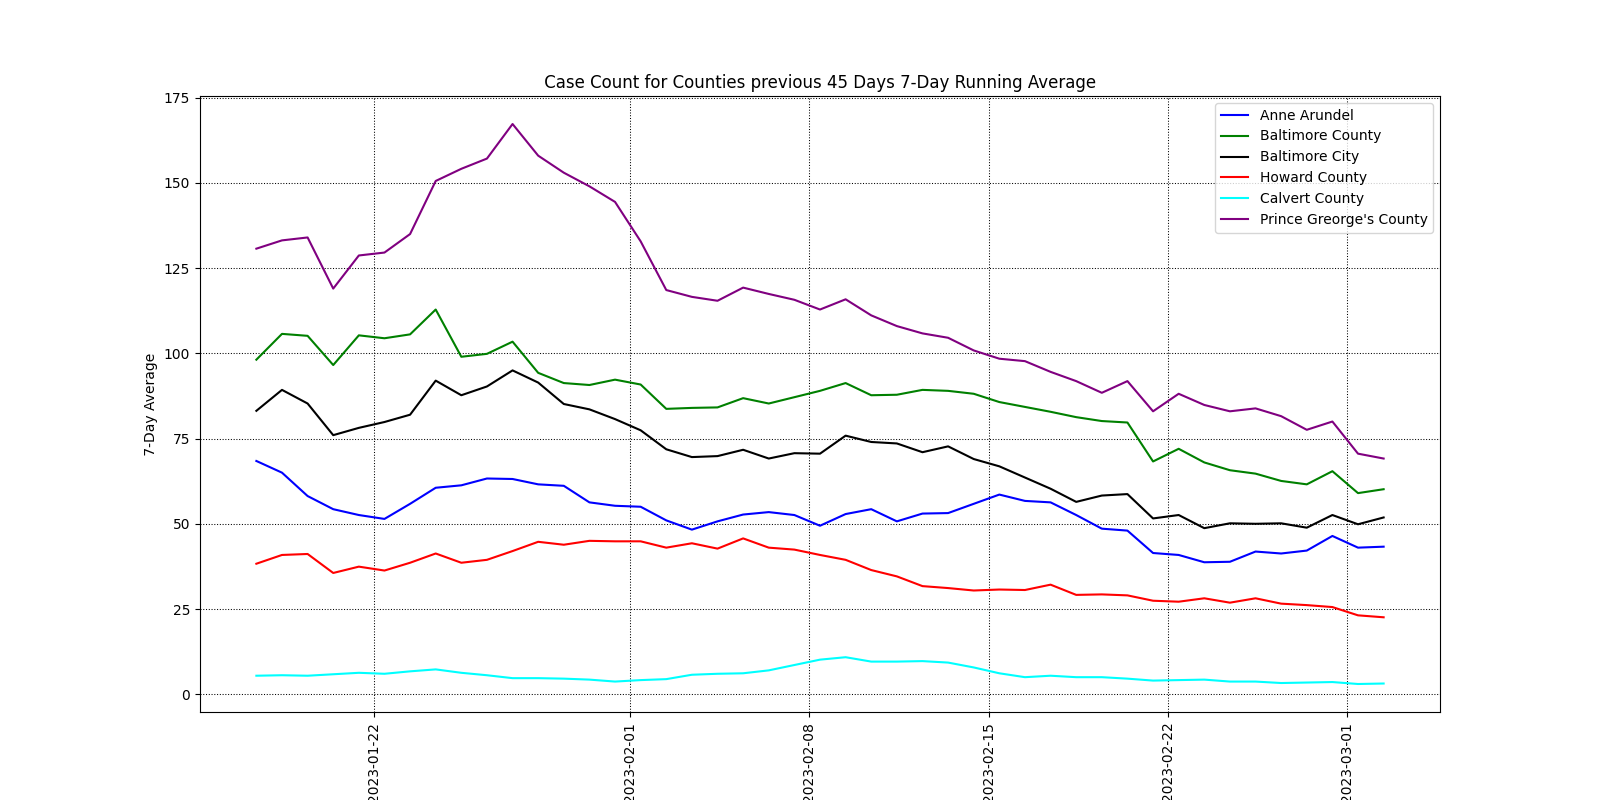 Case Count for Counties previous 45 Days 7-Day Running Average
175
150
125
100
75
50
25
0
7-Day Average
Anne Arundel
Baltimore County
Baltimore City
Howard County
Calvert County
Prince Greorge's County
2023-01-22
2023-02-01
2023-02-08
2023-02-15
2023-02-22
2023-03-01